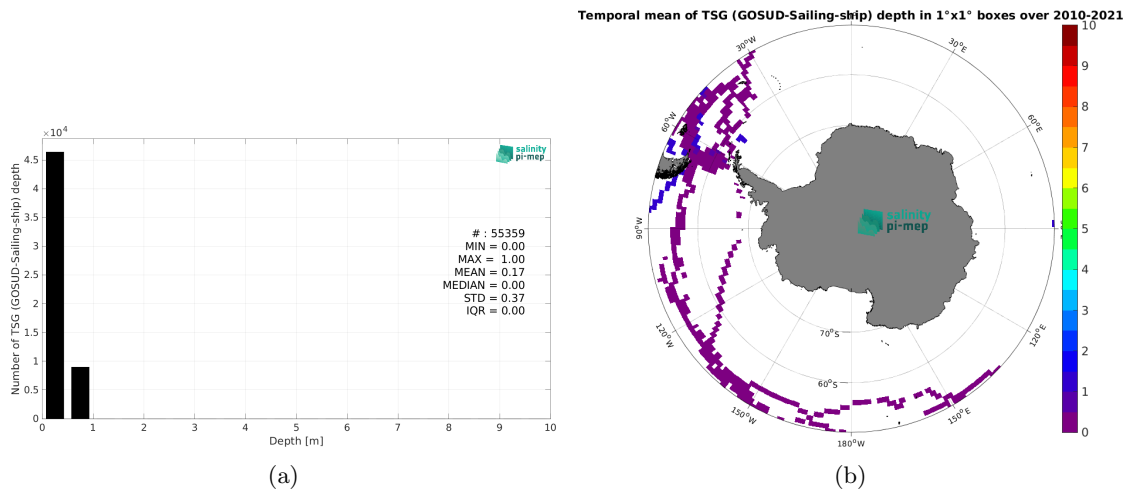 Temporal mean of TSG (GOSUD-Sailing-ship) depth in 1°x1° boxes over 2010-2021
×10⁴
Number of TSG (GOSUD-Sailing-ship) depth
4.5
4
3.5
3
2.5
2
1.5
1
0.5
0
salinity
pi-mep
# : 55359
MIN = 0.00
MAX = 1.00
MEAN = 0.17
MEDIAN = 0.00
STD = 0.37
IQR = 0.00
0 1 2 3 4 5 6 7 8 9 10
Depth [m]
(a)
30°W
30°E
60°W
60°E
90°W
120°W
120°E
150°W
150°E
180°W
70°S
60°S
salinity
pi-mep
10
9
8
7
6
5
4
3
2
1
0
(b)